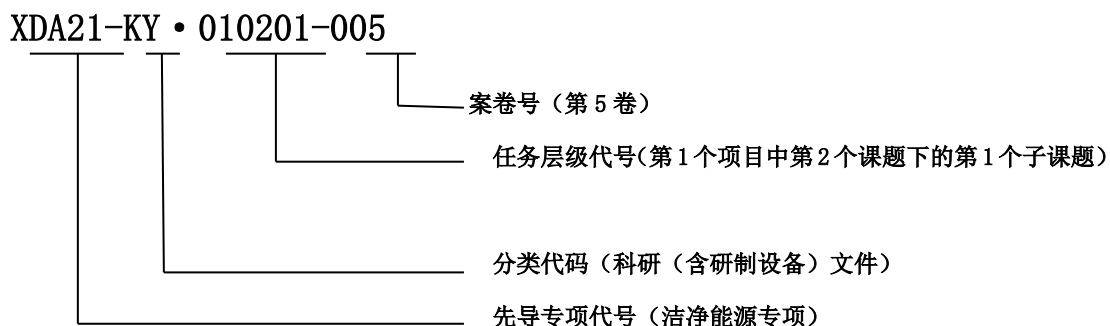 XDA21-KY·010201-005
案卷号（第5卷）
任务层级代号(第1个项目中第2个课题下的第1个子课题)
分类代码（科研（含研制设备）文件）
先导专项代号（洁净能源专项）